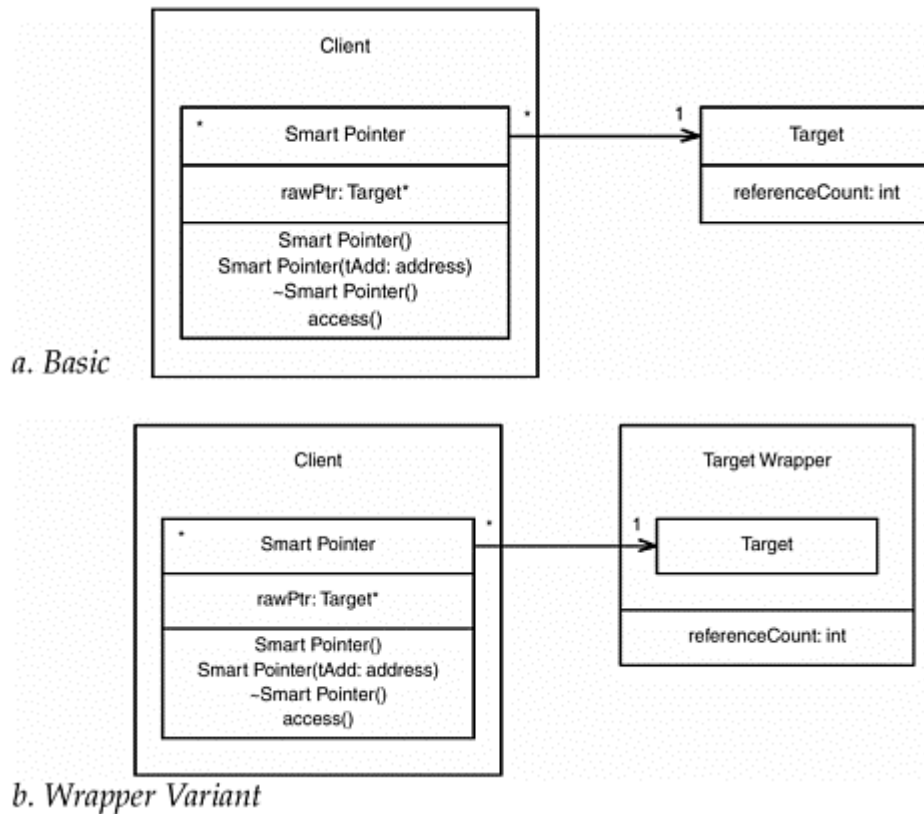 Client
* Smart Pointer
* 1
Target
rawPtr: Target*
referenceCount: int
Smart Pointer()
Smart Pointer(tAdd: address)
~Smart Pointer()
access()
a. Basic
Client
Target Wrapper
* Smart Pointer
* 1
Target
rawPtr: Target*
referenceCount: int
Smart Pointer()
Smart Pointer(tAdd: address)
~Smart Pointer()
access()
b. Wrapper Variant